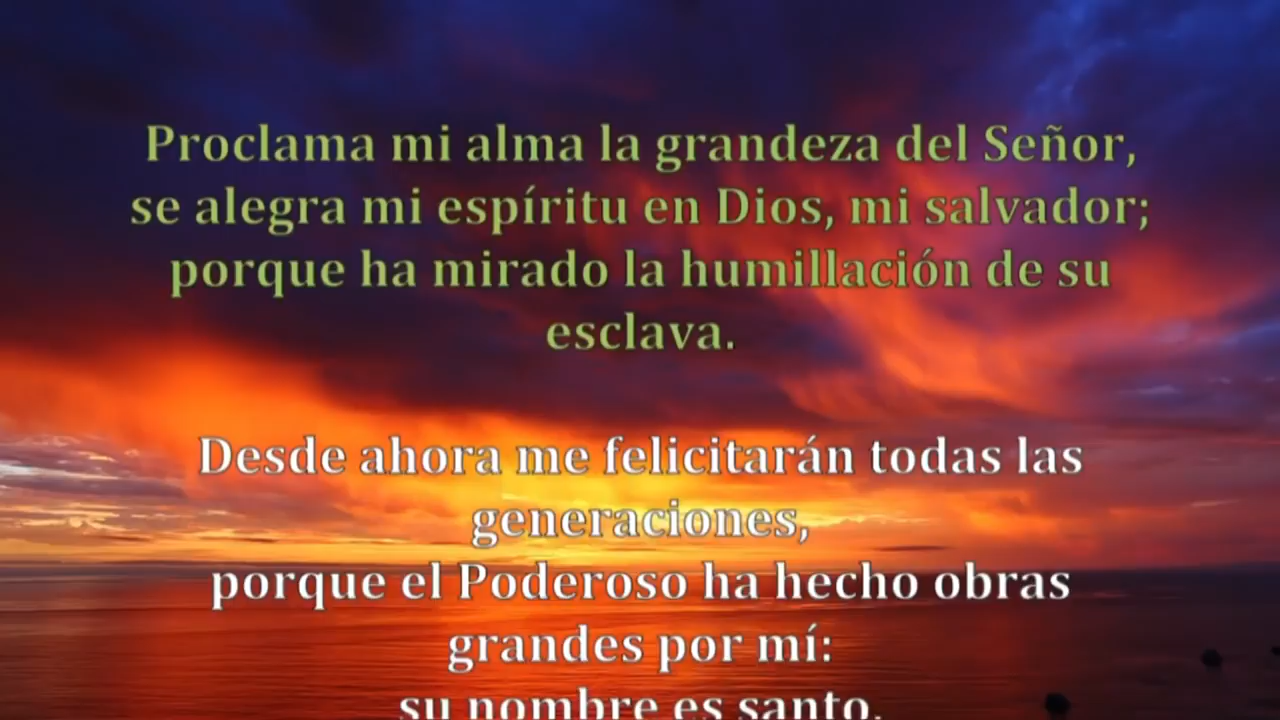 Proclama mi alma la grandeza del Señor,
se alegra mi espíritu en Dios, mi salvador;
porque ha mirado la humillación de su
esclava.
Desde ahora me felicitarán todas las
generaciones,
porque el Poderoso ha hecho obras
grandes por mí:
su nombre es santo.